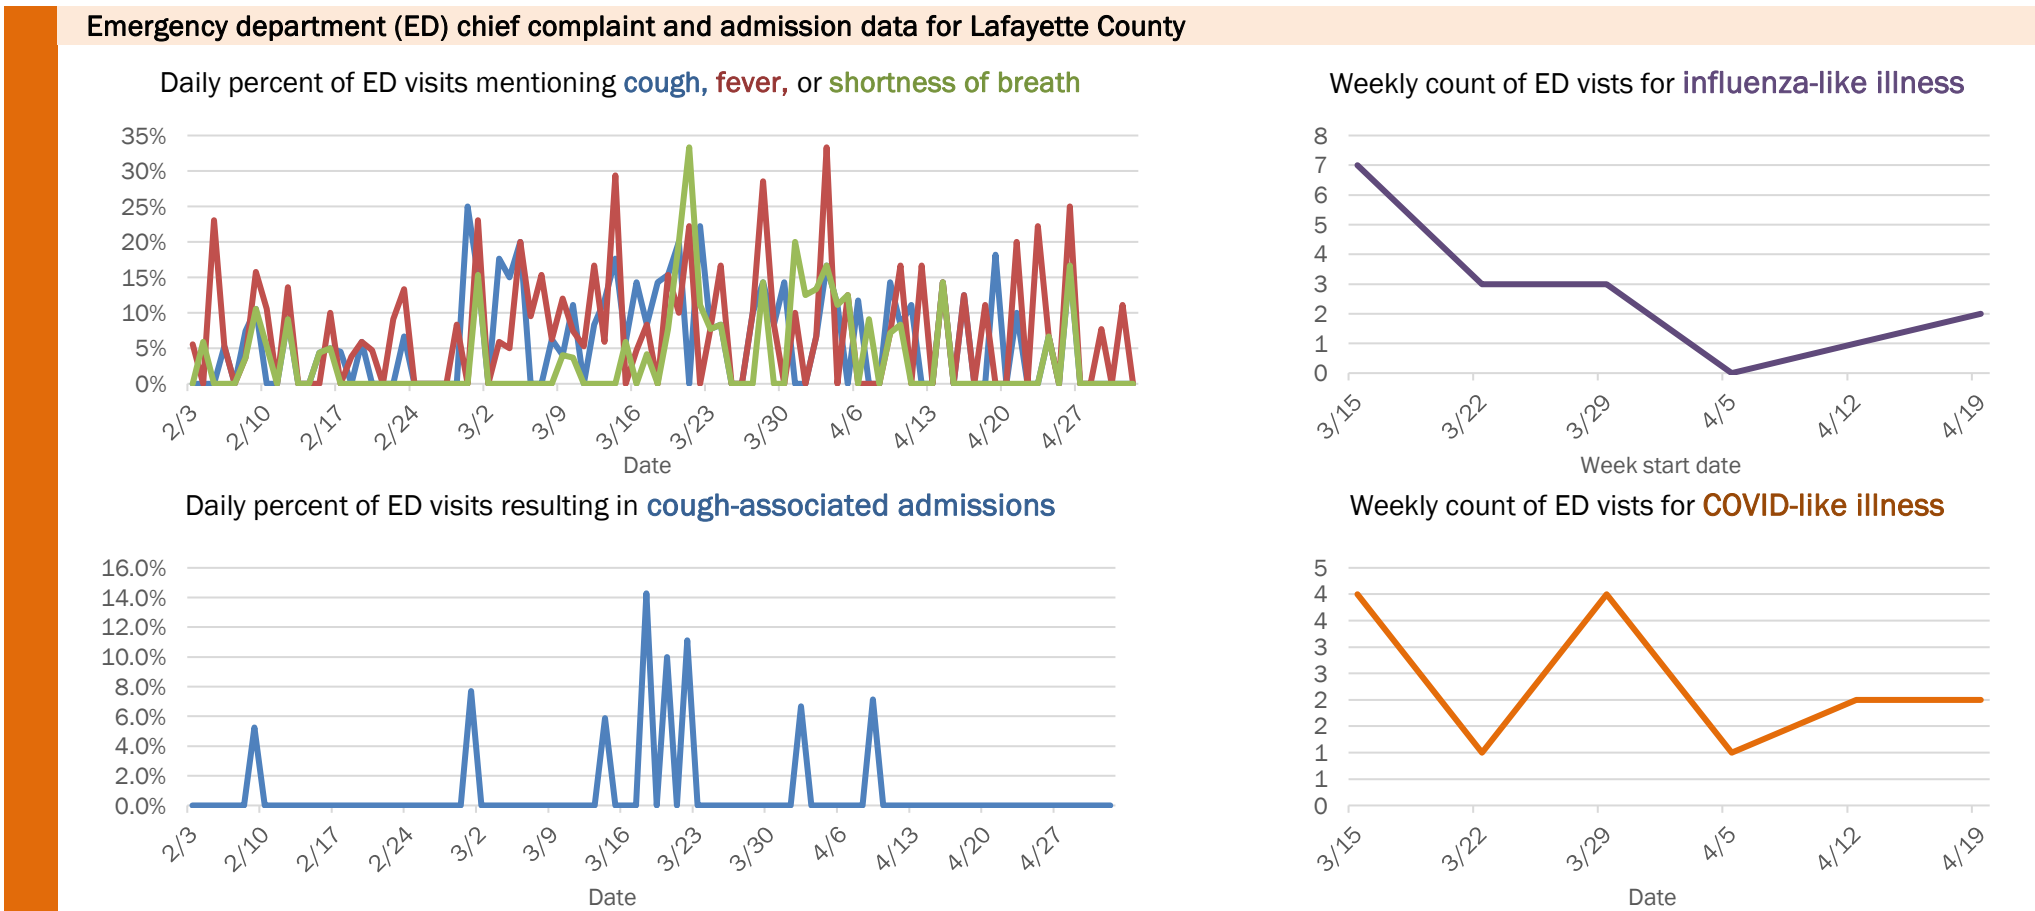 Emergency department (ED) chief complaint and admission data for Lafayette County
Daily percent of ED visits mentioning cough, fever, or shortness of breath
35%
30%
25%
20%
15%
10%
5%
0%
2/3 2/10 2/17 2/24 3/2 3/9 3/16 3/23 3/30 4/6 4/13 4/20 4/27
Date
Weekly count of ED vists for influenza-like illness
8
7
6
5
4
3
2
1
0
3/15 3/22 3/29 4/5 4/12 4/19
Week start date
Daily percent of ED visits resulting in cough-associated admissions
16.0%
14.0%
12.0%
10.0%
8.0%
6.0%
4.0%
2.0%
0.0%
2/3 2/10 2/17 2/24 3/2 3/9 3/16 3/23 3/30 4/6 4/13 4/20 4/27
Date
Weekly count of ED vists for COVID-like illness
5
4
4
3
3
2
2
1
1
0
3/15 3/22 3/29 4/5 4/12 4/19
Date